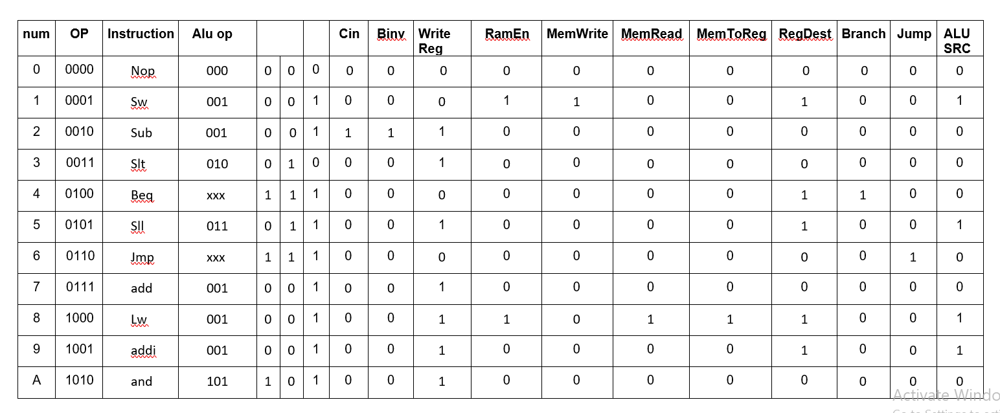 num OP Instruction Alu op Cin Binv Write Reg RamEn MemWrite MemRead MemToReg RegDest Branch Jump ALU SRC
0 0000 Nop 000 0 0 0 0 0 0 0 0 0 0 0 0 0 0
1 0001 Sw 001 0 0 1 0 0 0 1 1 0 0 1 0 0 1
2 0010 Sub 001 0 0 1 1 1 1 0 0 0 0 0 0 0 0
3 0011 Slt 010 0 1 0 0 0 1 0 0 0 0 0 0 0 0
4 0100 Beq xxx 1 1 1 0 0 0 0 0 0 0 1 1 0 0
5 0101 Sll 011 0 1 1 0 0 1 0 0 0 0 1 0 0 1
6 0110 Jmp xxx 1 1 1 0 0 0 0 0 0 0 0 0 1 0
7 0111 add 001 0 0 1 0 0 1 0 0 0 0 0 0 0 0
8 1000 Lw 001 0 0 1 0 0 1 1 0 1 1 1 0 0 1
9 1001 addi 001 0 0 1 0 0 1 0 0 0 0 1 0 0 1
A 1010 and 101 1 0 1 0 0 1 0 0 0 0 0 0 0 0
Activate Windo